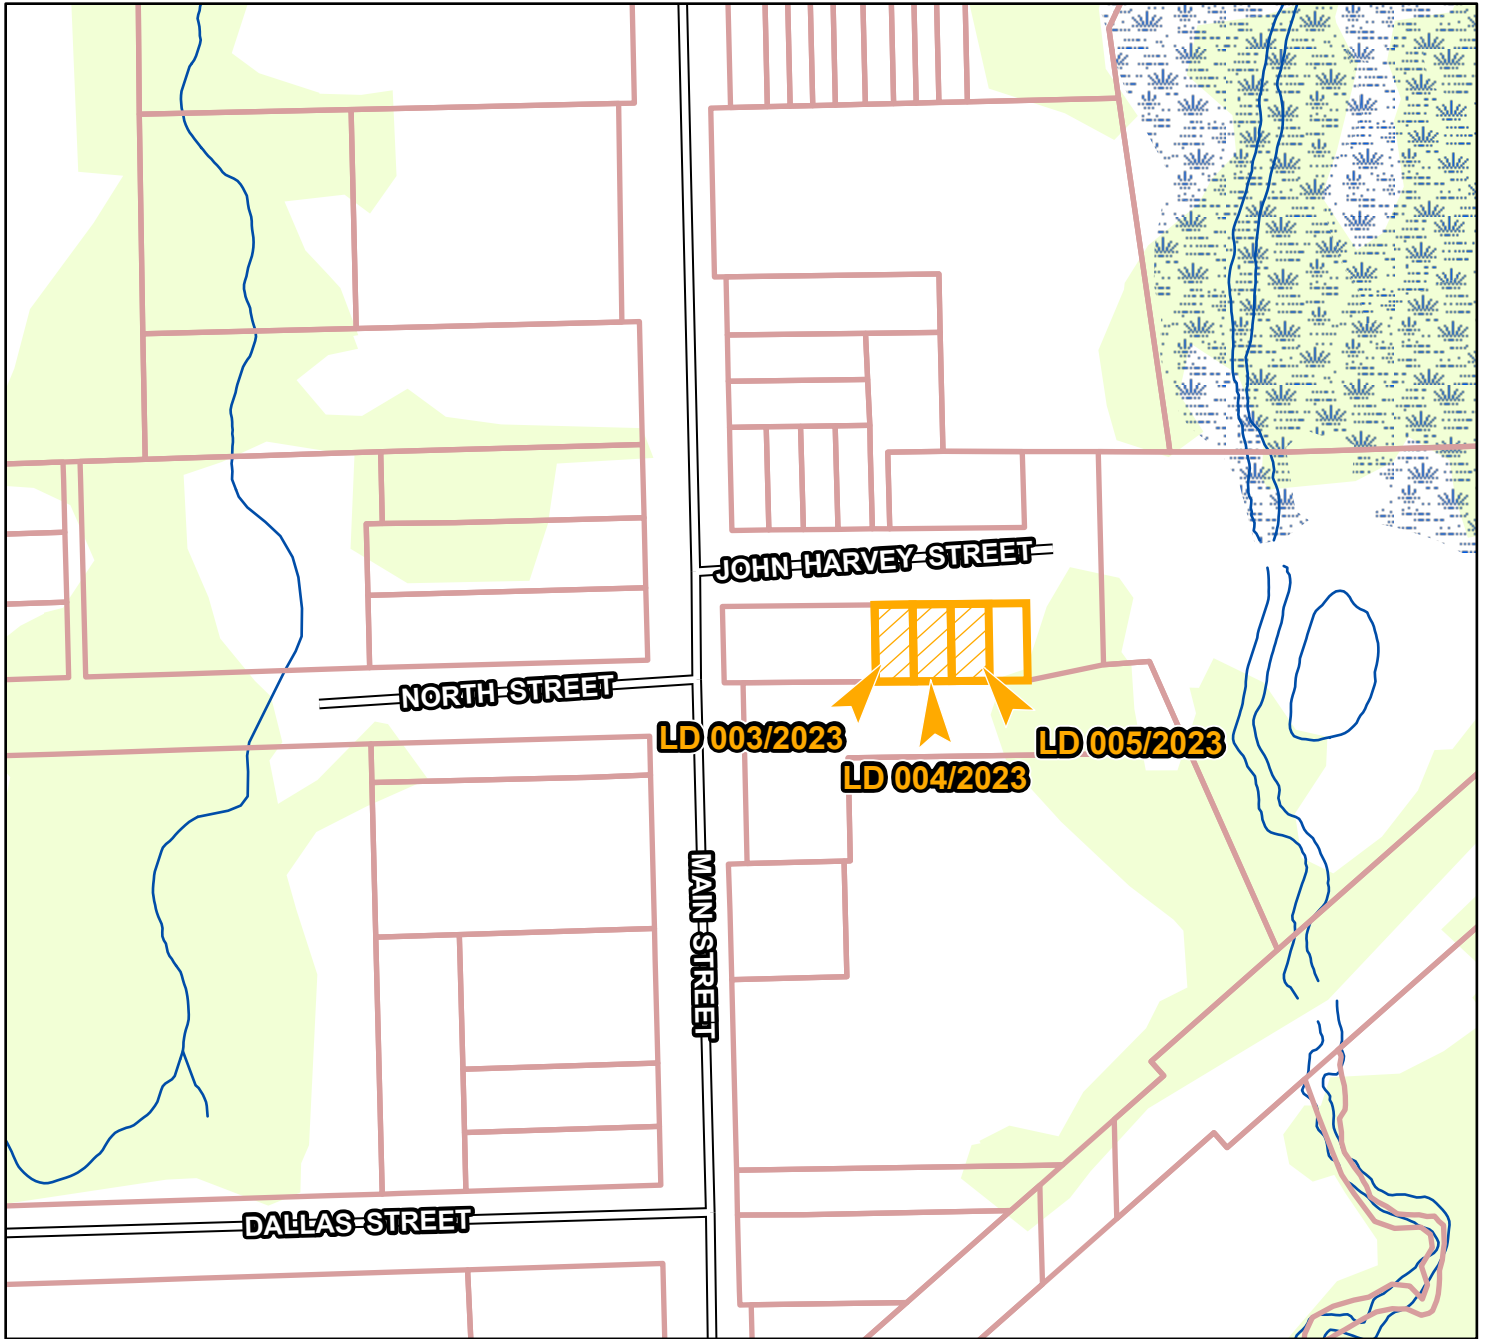 JOHN HARVEY STREET
NORTH STREET
LD 003/2023
LD 005/2023
LD 004/2023
MAIN STREET
DALLAS STREET